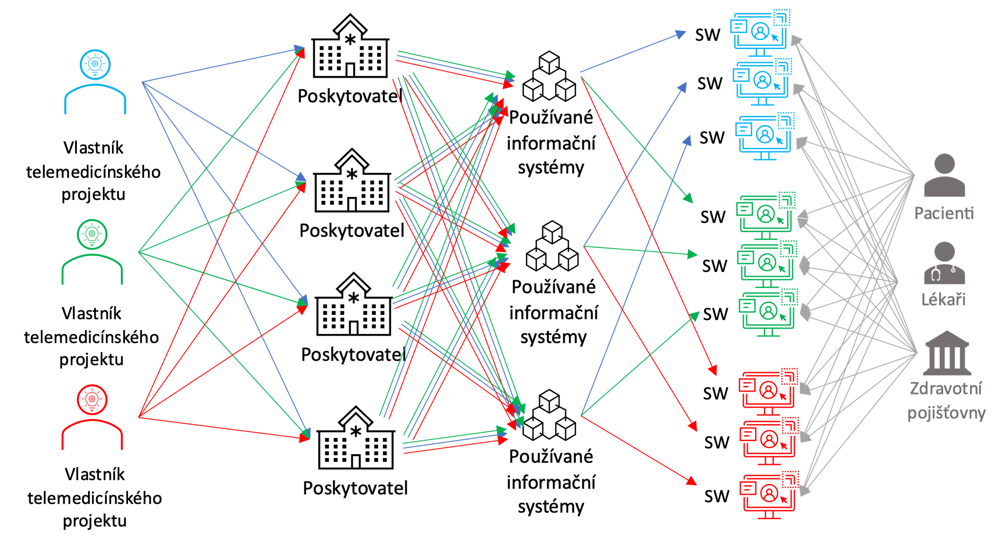 Vlastník
telemedicínského
projektu
Vlastník
telemedicínského
projektu
Vlastník
telemedicínského
projektu
Poskytovatel
Poskytovatel
Poskytovatel
Poskytovatel
Používané
informační
systémy
Používané
informační
systémy
Používané
informační
systémy
SW
SW
SW
SW
SW
SW
SW
SW
SW
Pacienti
Lékaři
Zdravotní
pojišťovny